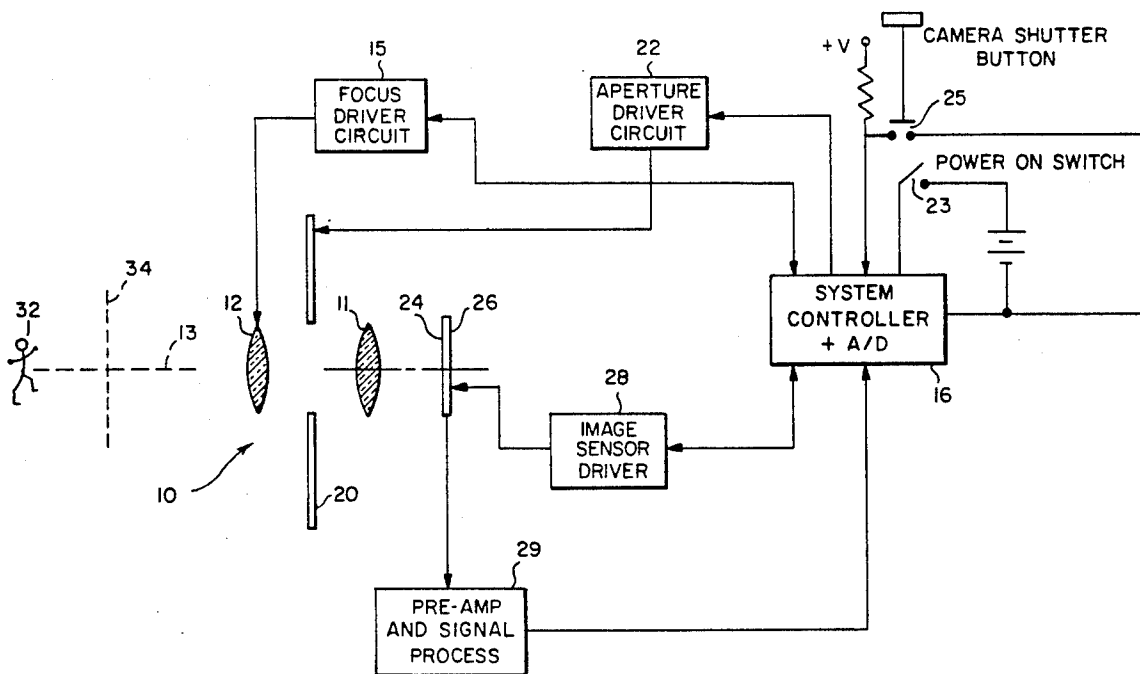 CAMERA SHUTTER
BUTTON
+V
15
22
25
FOCUS
DRIVER
CIRCUIT
APERTURE
DRIVER
CIRCUIT
POWER ON SWITCH
23
34
32
13
12
11
24
26
SYSTEM
CONTROLLER
+ A/D
16
28
IMAGE
SENSOR
DRIVER
10
20
29
PRE-AMP
AND SIGNAL
PROCESS